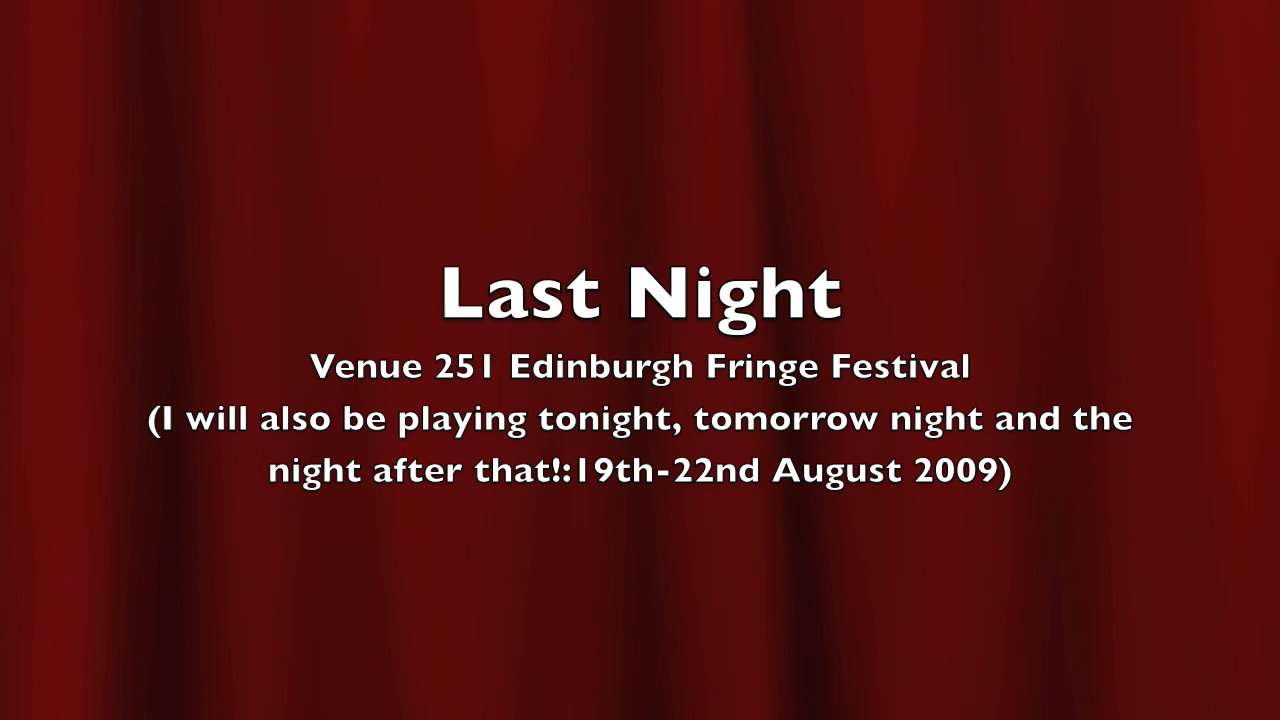 Last Night
Venue 251 Edinburgh Fringe Festival
(I will also be playing tonight, tomorrow night and the
night after that!:19th-22nd August 2009)